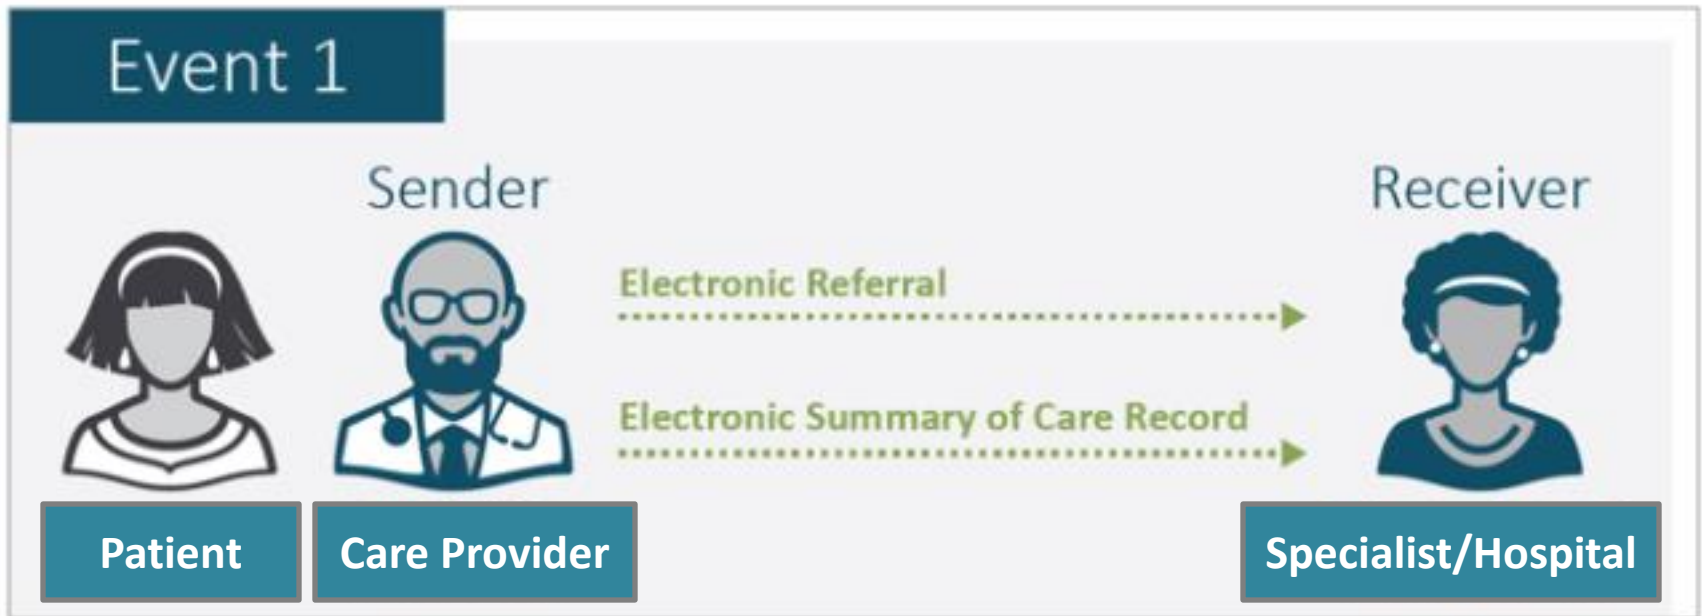 Event 1
Sender
Receiver
Electronic Referral
Electronic Summary of Care Record
Patient
Care Provider
Specialist/Hospital